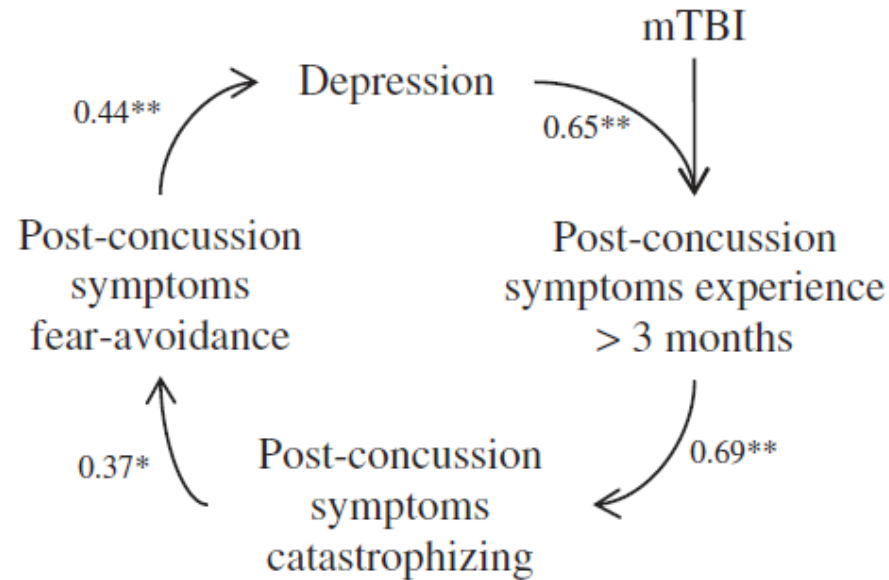 mTBI
Depression
0.44**
0.65**
Post-concussion
symptoms
fear-avoidance
Post-concussion
symptoms experience
> 3 months
0.37*
0.69**
Post-concussion
symptoms
catastrophizing